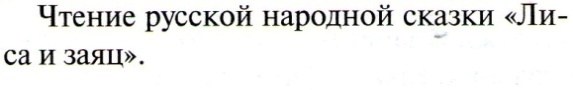 Чтение русской народной сказки «Ли-
са и заяц».